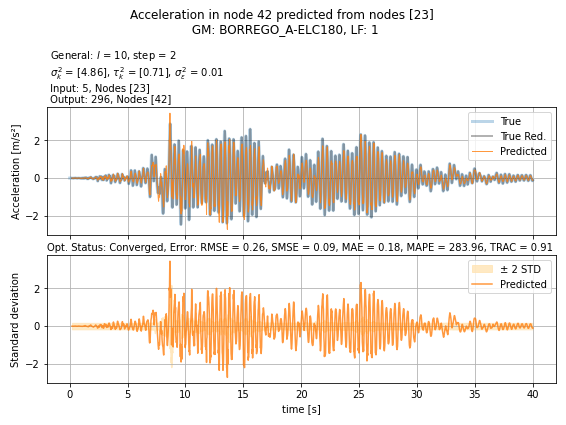 Acceleration in node 42 predicted from nodes [23]
GM: BORREGO_A-ELC180, LF: 1
General: l = 10, step = 2
σ²ₖ = [4.86], τ²ₖ = [0.71], σ²ε = 0.01
Input: 5, Nodes [23]
Output: 296, Nodes [42]
Acceleration [m/s²]
2
0
−2
True
True Red.
Predicted
Opt. Status: Converged, Error: RMSE = 0.26, SMSE = 0.09, MAE = 0.18, MAPE = 283.96, TRAC = 0.91
Standard deviation
2
0
−2
± 2 STD
Predicted
0 5 10 15 20 25 30 35 40
time [s]